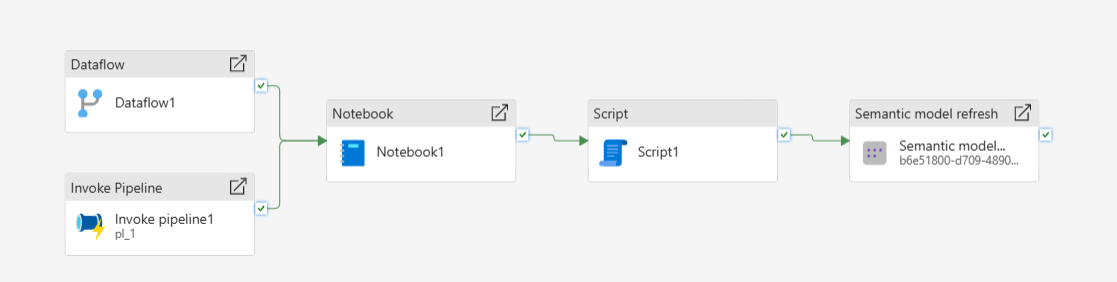 Dataflow
Dataflow1
Invoke Pipeline
Invoke pipeline1
pl_1
Notebook
Notebook1
Script
Script1
Semantic model refresh
Semantic model...
b6e51800-d709-4890...